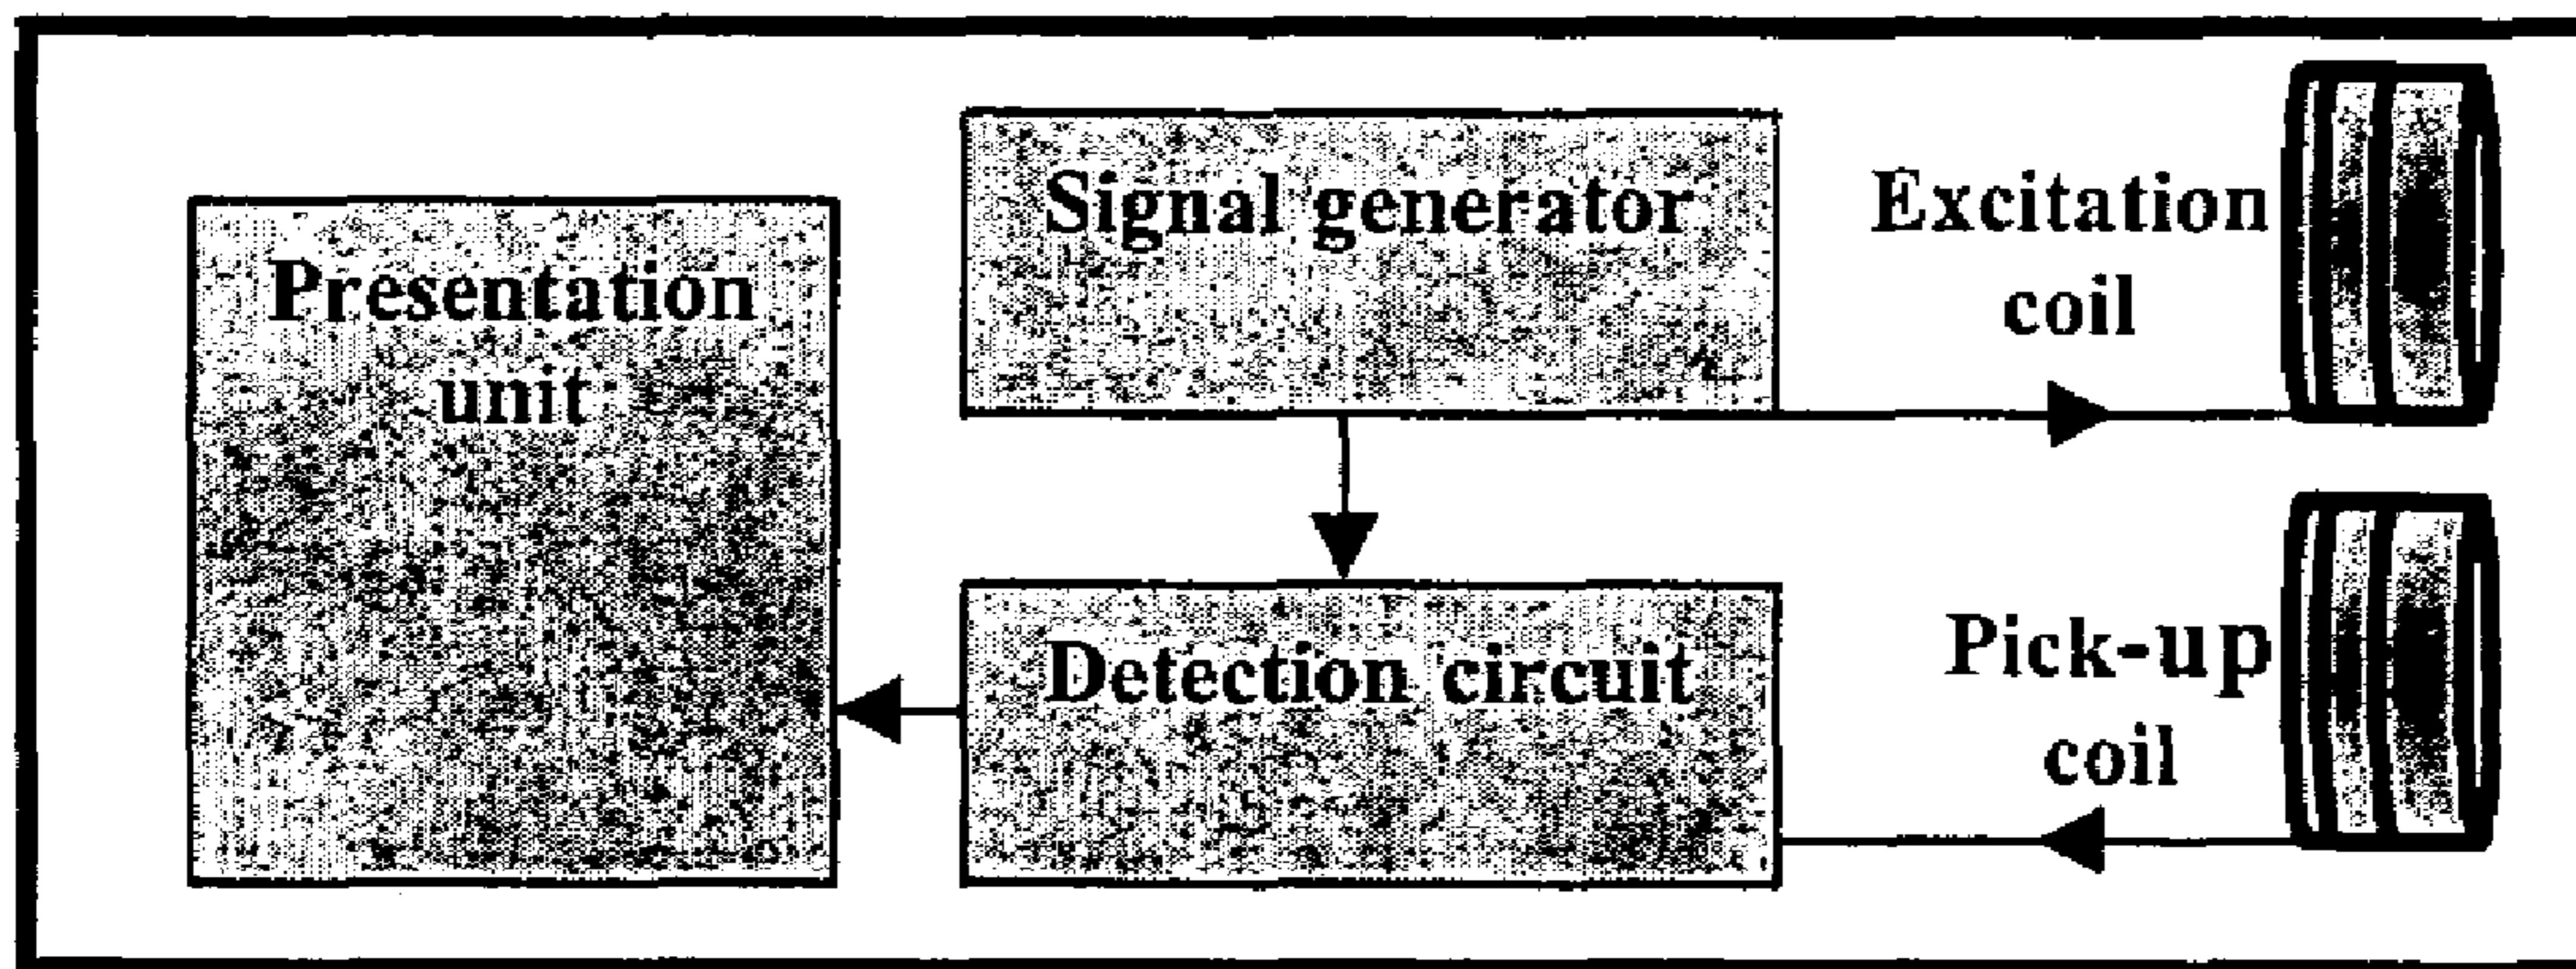 Presentation
unit
Signal generator
Excitation
coil
Detection circuit
Pick-up
coil